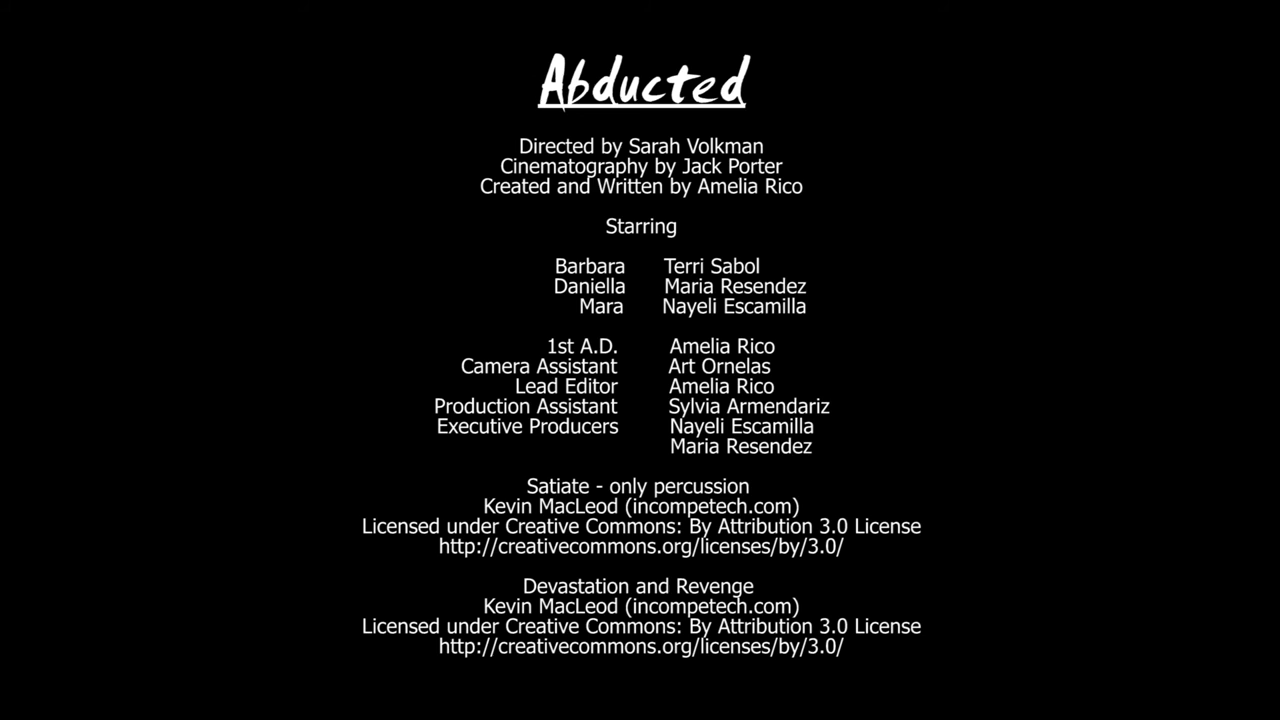 Abducted
Directed by Sarah Volkman
Cinematography by Jack Porter
Created and Written by Amelia Rico
Starring
Barbara Terri Sabol
Daniella Maria Resendez
Mara Nayeli Escamilla
1st A.D. Amelia Rico
Camera Assistant Art Ornelas
Lead Editor Amelia Rico
Production Assistant Sylvia Armendariz
Executive Producers Nayeli Escamilla
Maria Resendez
Satiate - only percussion
Kevin MacLeod (incompetech.com)
Licensed under Creative Commons: By Attribution 3.0 License
http://creativecommons.org/licenses/by/3.0/
Devastation and Revenge
Kevin MacLeod (incompetech.com)
Licensed under Creative Commons: By Attribution 3.0 License
http://creativecommons.org/licenses/by/3.0/